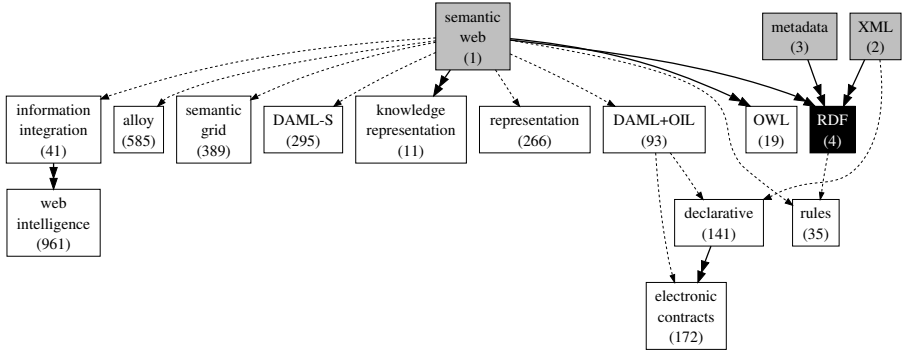 semantic
web
(1)
metadata
(3)
XML
(2)
information
integration
(41)
alloy
(585)
semantic
grid
(389)
DAML-S
(295)
knowledge
representation
(11)
representation
(266)
DAML+OIL
(93)
OWL
(19)
RDF
(4)
web
intelligence
(961)
declarative
(141)
rules
(35)
electronic
contracts
(172)